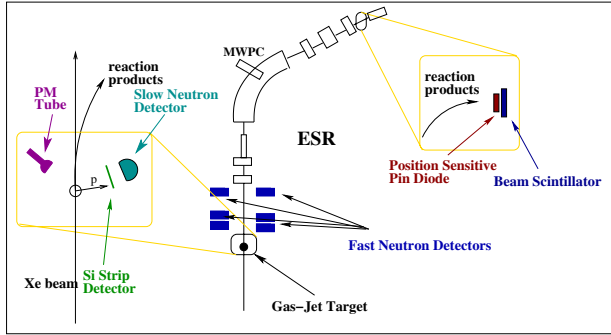 MWPC
reaction
products
PM
Tube
Slow Neutron
Detector
p
Xe beam
Si Strip
Detector
ESR
reaction
products
Position Sensitive
Pin Diode
Beam Scintillator
Fast Neutron Detectors
Gas-Jet Target